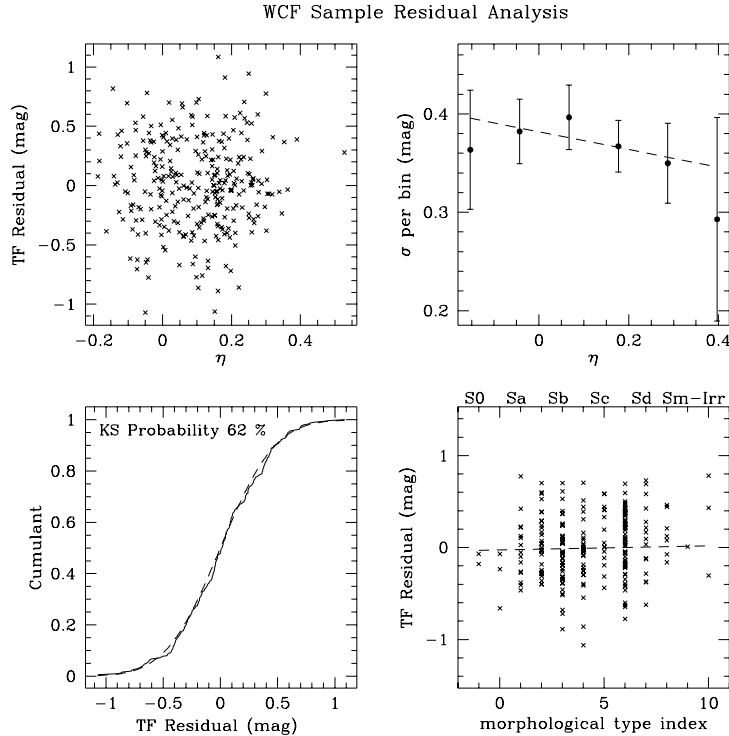 WCF Sample Residual Analysis
TF Residual (mag)
1
0.5
0
−0.5
−1
−0.2 0 0.2 0.4
η
σ per bin (mag)
0.4
0.3
0.2
0 0.2 0.4
η
KS Probability 62 %
Cumulant
1
0.8
0.6
0.4
0.2
0
−1 −0.5 0 0.5 1
TF Residual (mag)
S0 Sa Sb Sc Sd Sm−Irr
TF Residual (mag)
1
0
−1
0 5 10
morphological type index